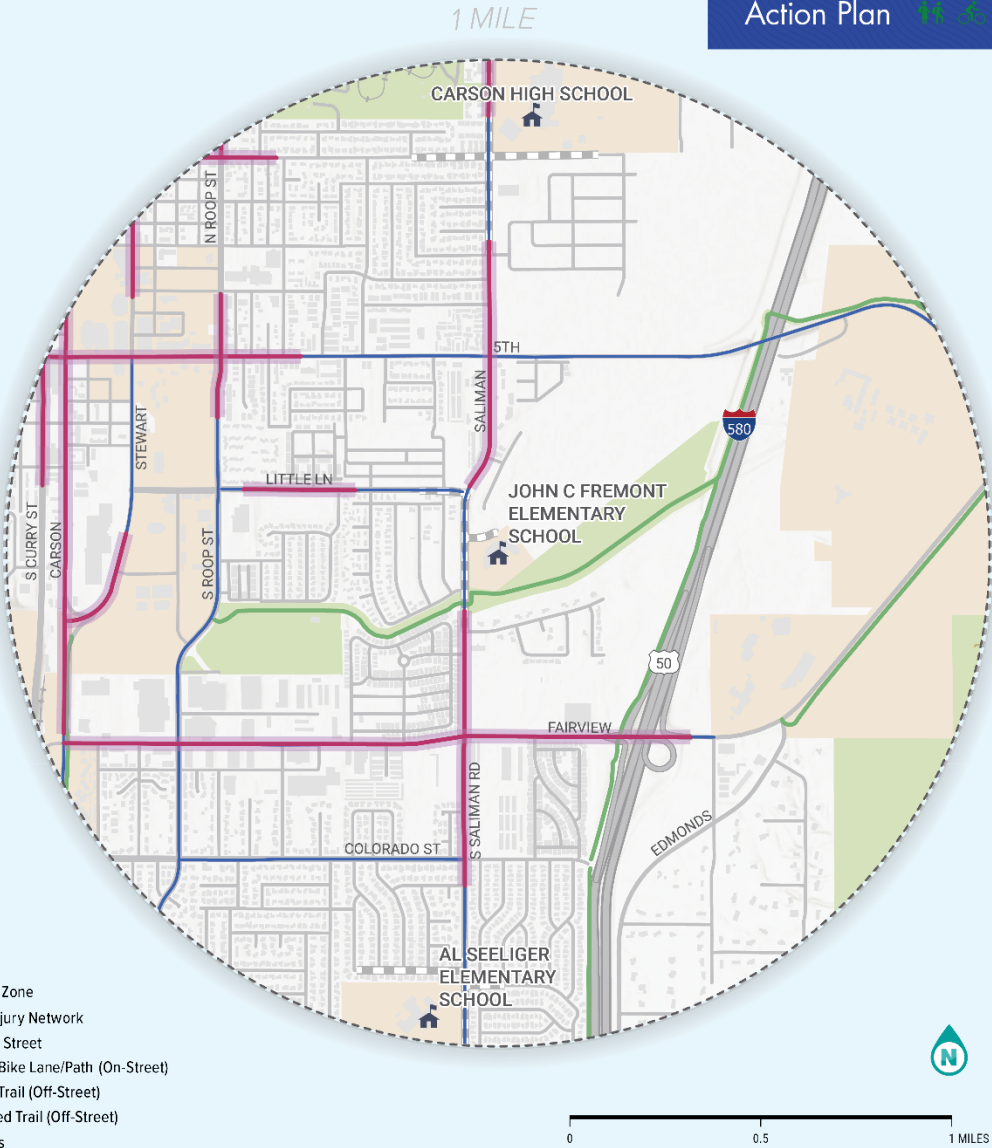 Action Plan
1 MILE
CARSON HIGH SCHOOL
N ROOP ST
5TH
SALIMAN
STEWART
580
LITTLE LN
JOHN C FREMONT
ELEMENTARY
SCHOOL
S CURRY ST
CARSON
S ROOP ST
50
FAIRVIEW
S SALIMAN RD
EDMONDS
COLORADO ST
AL SEELIGER
ELEMENTARY
SCHOOL
Zone
jury Network
Street
Bike Lane/Path (On-Street)
Trail (Off-Street)
ed Trail (Off-Street)
s
N
0 0.5 1 MILES